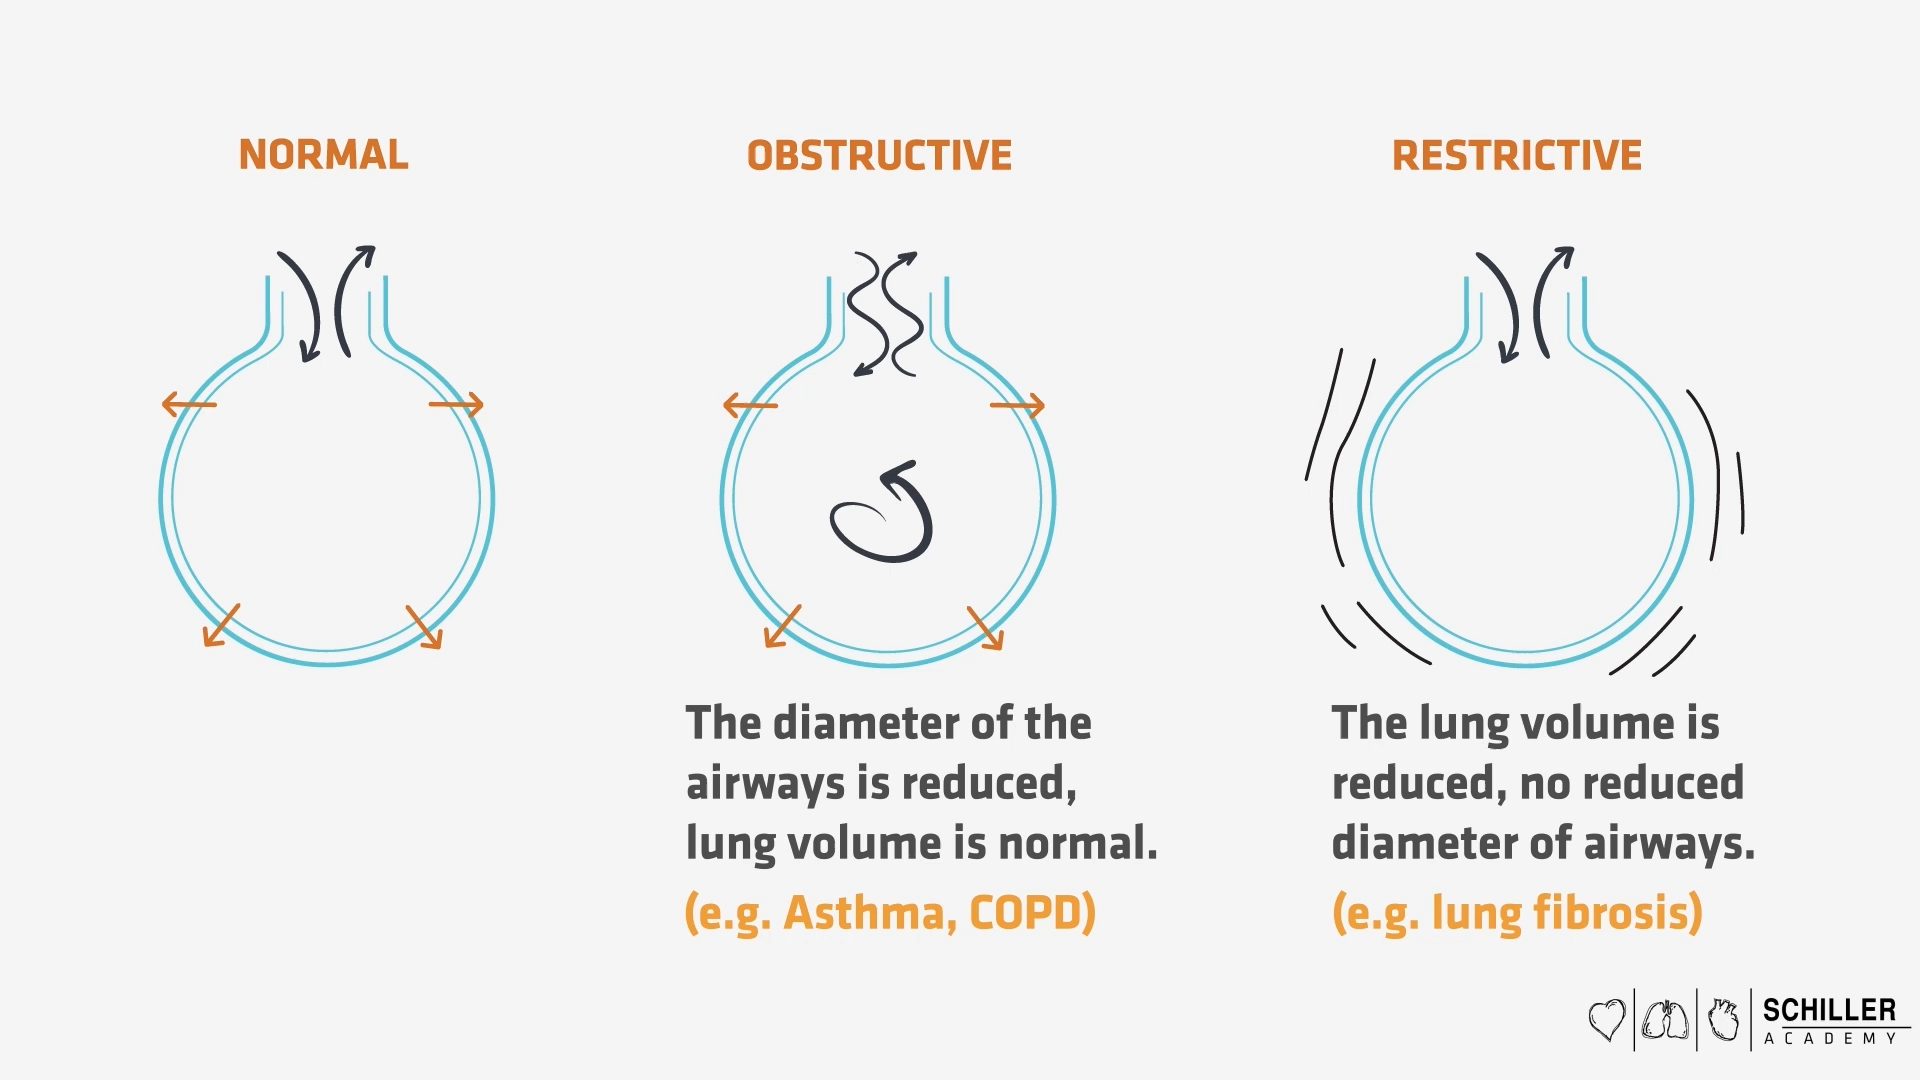 NORMAL
OBSTRUCTIVE
RESTRICTIVE
The diameter of the
airways is reduced,
lung volume is normal.
(e.g. Asthma, COPD)
The lung volume is
reduced, no reduced
diameter of airways.
(e.g. lung fibrosis)
SCHILLER
ACADEMY